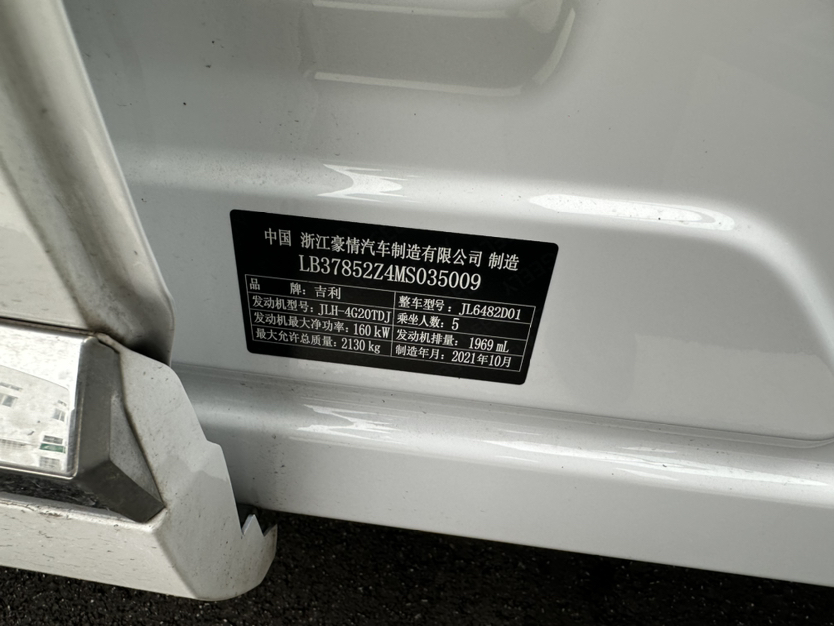 中国 浙江豪情汽车制造有限公司 制造
LB37852Z4MS035009
品 牌：吉利 整车型号：JL6482D01
发动机型号：JLH-4G20TDJ 乘坐人数：5
发动机最大净功率：160 kW 发动机排量：1969 mL
最大允许总质量：2130 kg 制造年月：2021年10月